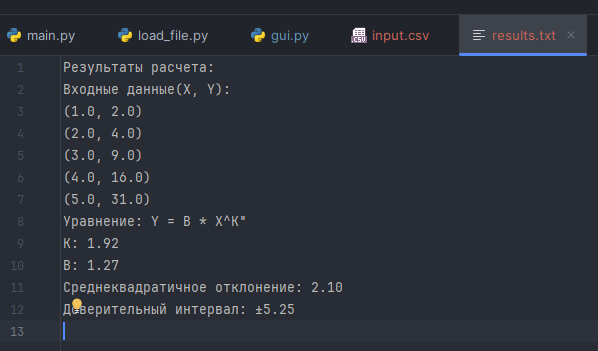 main.py load_file.py gui.py input.csv results.txt
1 Результаты расчета:
2 Входные данные(X, Y):
3 (1.0, 2.0)
4 (2.0, 4.0)
5 (3.0, 9.0)
6 (4.0, 16.0)
7 (5.0, 31.0)
8 Уравнение: Y = B * X^K"
9 К: 1.92
10 В: 1.27
11 Среднеквадратичное отклонение: 2.10
12 Доверительный интервал: ±5.25
13